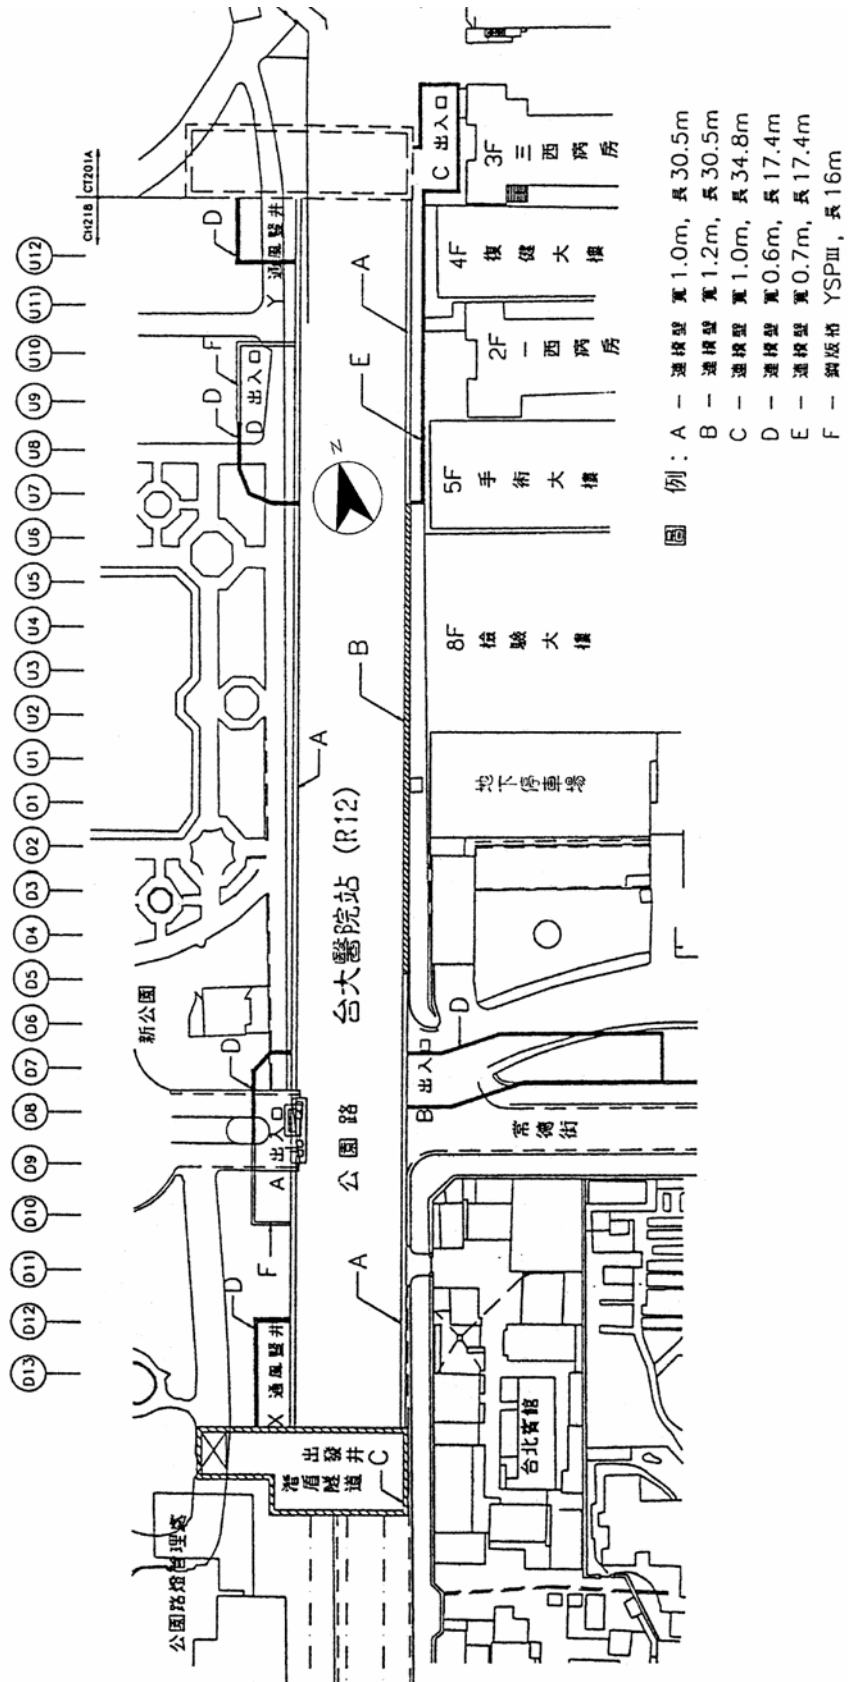 CH218
CT201A
U12
U11
U10
U9
U8
U7
U6
U5
U4
U3
U2
U1
D1
D2
D3
D4
D5
D6
D7
D8
D9
D10
D11
D12
D13
D
Y 通風豎井
F
D
D 出入口
C 出入口
3F 三西病房
4F 復健大樓
2F 一西病房
5F 手術大樓
8F 檢驗大樓
地下停車場
A
E
N
B
A
台大醫院站 (R12)
公園路
新公園
D
A 出入口
F
D
X 通風豎井
A
D
B 出入口
常德街
台北賓館
潛盾隧道
出發井
C
公園路燈管理處
圖例：A － 連續壁 寬1.0m, 長30.5m
B － 連續壁 寬1.2m, 長30.5m
C － 連續壁 寬1.0m, 長34.8m
D － 連續壁 寬0.6m, 長17.4m
E － 連續壁 寬0.7m, 長17.4m
F － 鋼版樁 YSPⅢ, 長16m